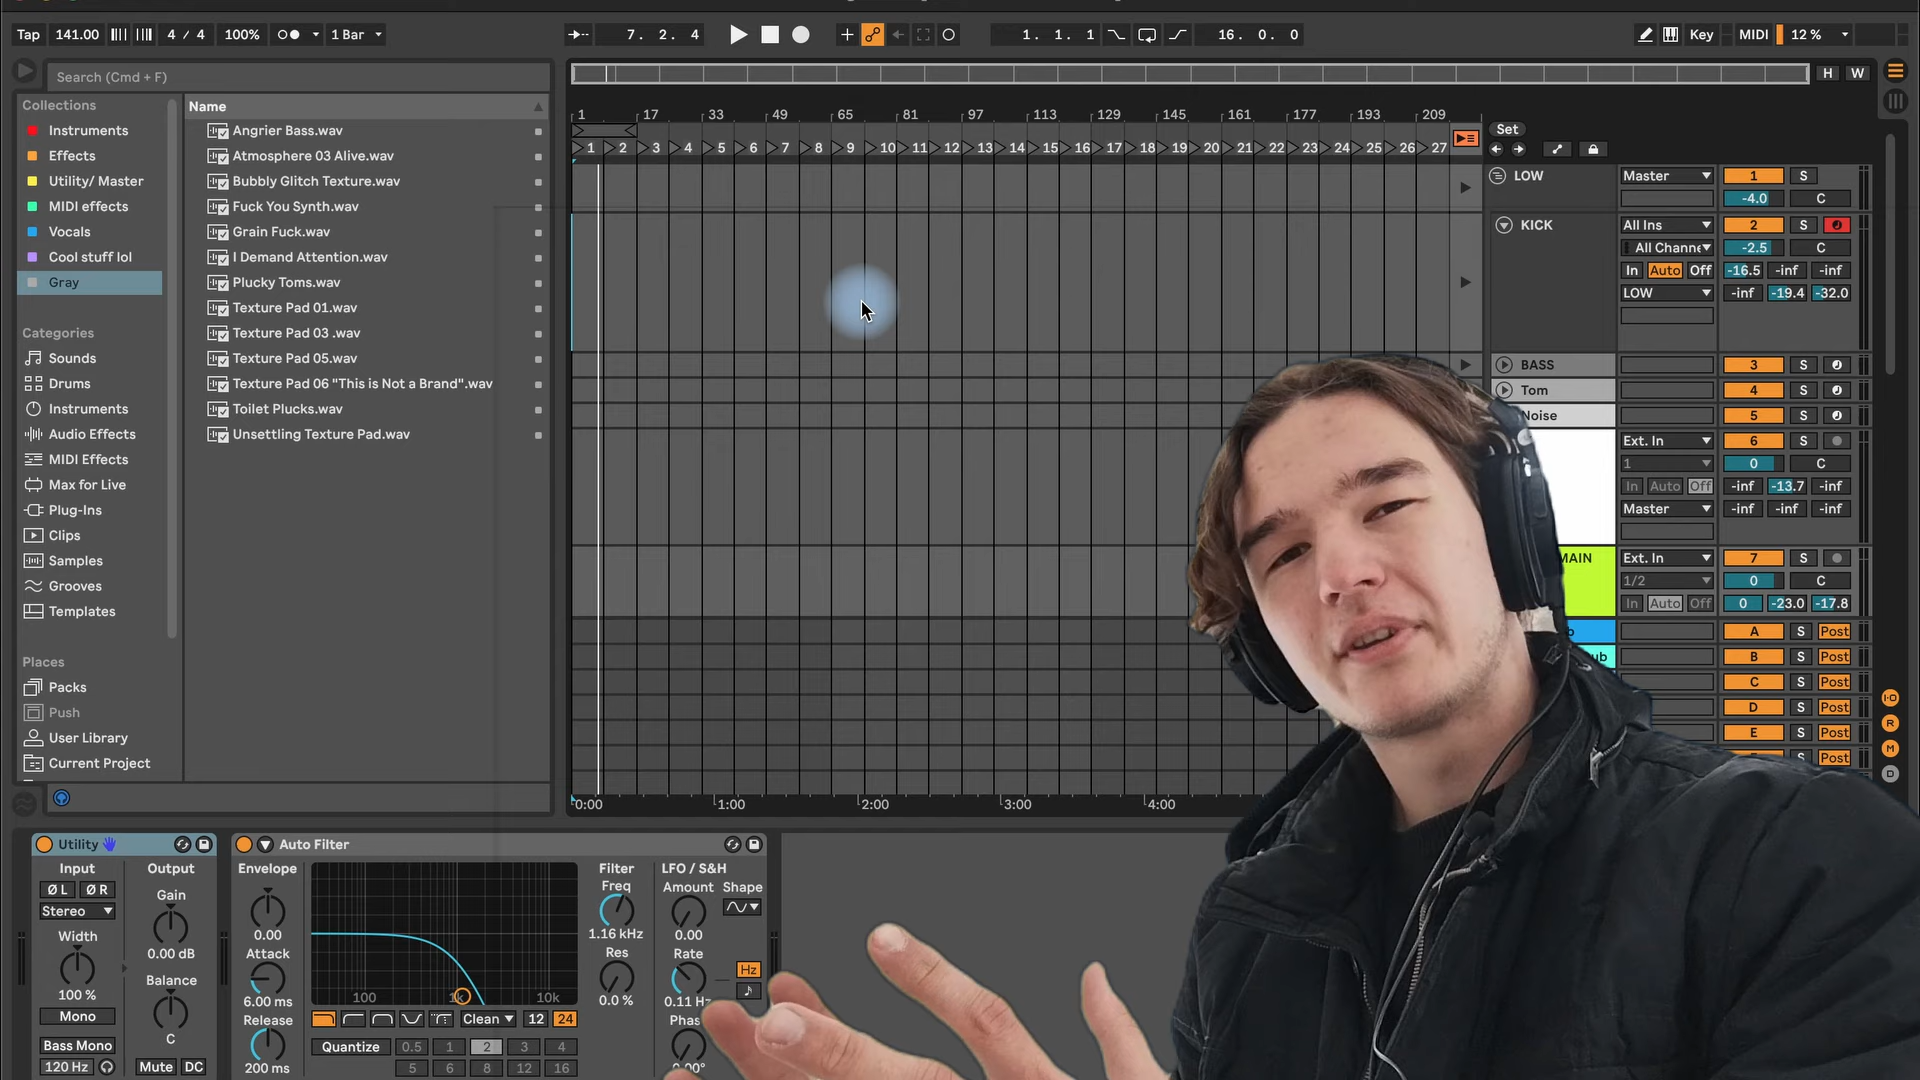 Tap 141.00 4 / 4 100% 1 Bar 7. 2. 4 1. 1. 1 16. 0. 0 Key MIDI 12 %
Search (Cmd + F) H W
Collections
Instruments
Effects
Utility/ Master
MIDI effects
Vocals
Cool stuff lol
Gray
Categories
Sounds
Drums
Instruments
Audio Effects
MIDI Effects
Max for Live
Plug-Ins
Clips
Samples
Grooves
Templates
Places
Packs
Push
User Library
Current Project
Name
Angrier Bass.wav
Atmosphere 03 Alive.wav
Bubbly Glitch Texture.wav
Fuck You Synth.wav
Grain Fuck.wav
I Demand Attention.wav
Plucky Toms.wav
Texture Pad 01.wav
Texture Pad 03 .wav
Texture Pad 05.wav
Texture Pad 06 "This is Not a Brand".wav
Toilet Plucks.wav
Unsettling Texture Pad.wav
1 17 33 49 65 81 97 113 129 145 161 177 193 209
1 2 3 4 5 6 7 8 9 10 11 12 13 14 15 16 17 18 19 20 21 22 23 24 25 26 27
0:00 1:00 2:00 3:00 4:00
Set
LOW Master 1 S
-4.0 C
KICK All Ins 2 S
All Channe -2.5 C
In Auto Off -16.5 -inf -inf
LOW -inf -19.4 -32.0
BASS 3 S
Tom 4 S
Noise 5 S
Ext. In 6 S
1 0 C
In Auto Off -inf -13.7 -inf
Master -inf -inf -inf
MAIN Ext. In 7 S
1/2 0 C
In Auto Off 0 -23.0 -17.8
b A S Post
ub B S Post
C S Post
D S Post
E S Post
S Post
I-O
R
M
D
Utility
Input Output
Ø L Ø R Gain
Stereo
Width 0.00 dB
Balance
100 %
Mono C
Bass Mono
120 Hz Mute DC
Auto Filter
Envelope
0.00
Attack
6.00 ms
Release
200 ms
100 1k 10k
Clean 12 24
Quantize 0.5 1 2 3 4
5 6 8 12 16
Filter
Freq
1.16 kHz
Res
0.0 %
LFO / S&H
Amount Shape
0.00
Rate
Hz
0.11 Hz